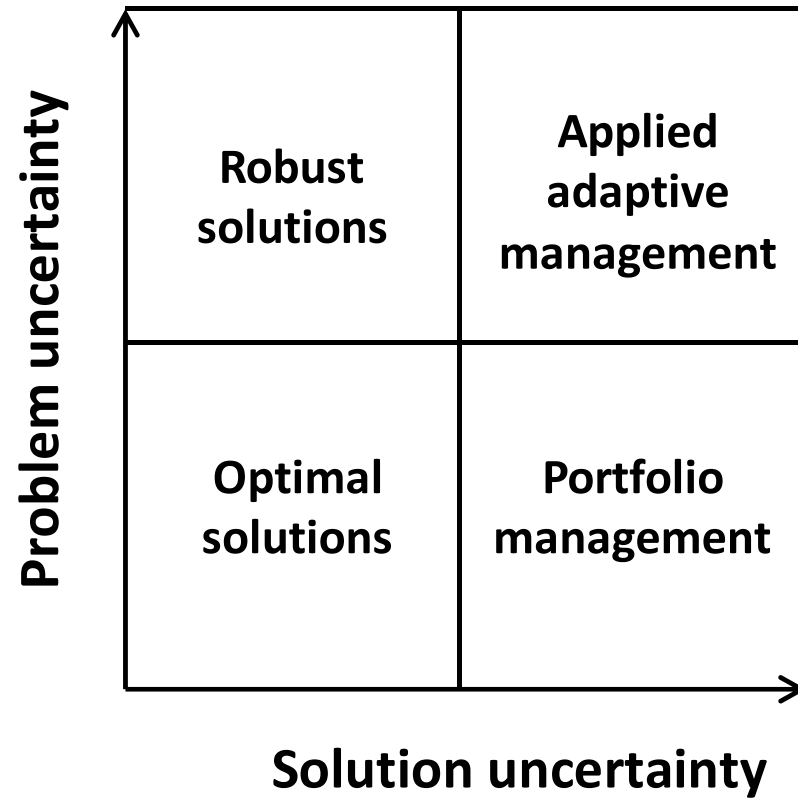 Problem uncertainty
Robust
solutions
Applied
adaptive
management
Optimal
solutions
Portfolio
management
Solution uncertainty